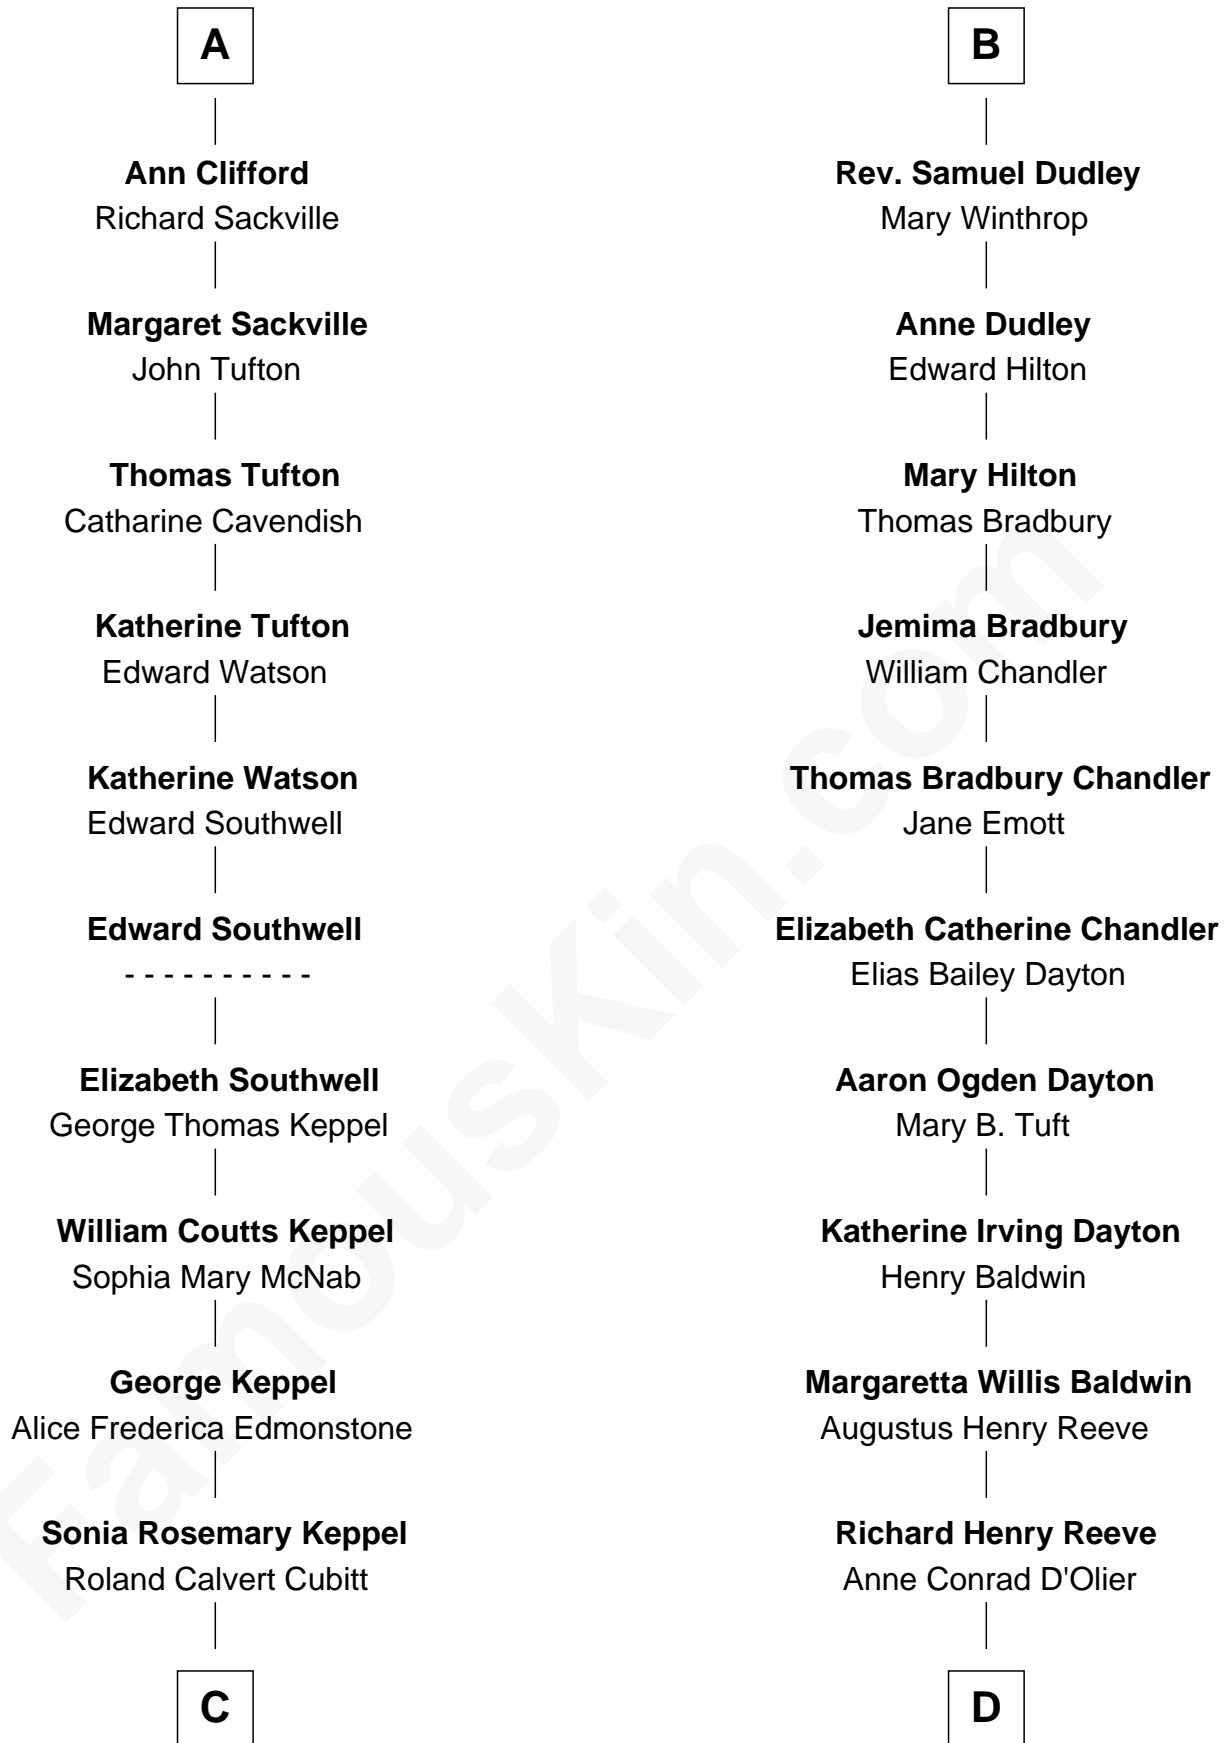 A
Ann Clifford
Richard Sackville
Margaret Sackville
John Tufton
Thomas Tufton
Catharine Cavendish
Katherine Tufton
Edward Watson
Katherine Watson
Edward Southwell
Edward Southwell
- - - - - - - - - -
Elizabeth Southwell
George Thomas Keppel
William Coutts Keppel
Sophia Mary McNab
George Keppel
Alice Frederica Edmonstone
Sonia Rosemary Keppel
Roland Calvert Cubitt
C
B
Rev. Samuel Dudley
Mary Winthrop
Anne Dudley
Edward Hilton
Mary Hilton
Thomas Bradbury
Jemima Bradbury
William Chandler
Thomas Bradbury Chandler
Jane Emott
Elizabeth Catherine Chandler
Elias Bailey Dayton
Aaron Ogden Dayton
Mary B. Tuft
Katherine Irving Dayton
Henry Baldwin
Margaretta Willis Baldwin
Augustus Henry Reeve
Richard Henry Reeve
Anne Conrad D'Olier
D
FamousKin.com